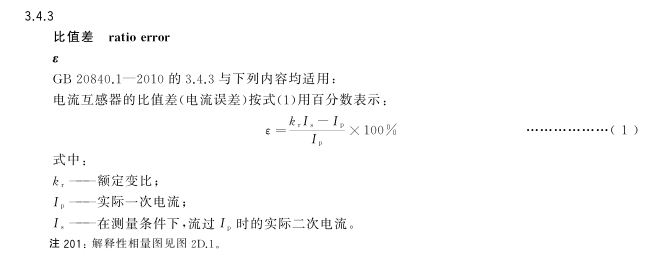 3.4.3
比值差 ratio error
ε
GB 20840.1—2010 的 3.4.3 与下列内容均适用：
电流互感器的比值差(电流误差)按式(1)用百分数表示：
ε = (k_r I_s − I_p) / I_p × 100% ………………( 1 )
式中：
k_r ——额定变比；
I_p ——实际一次电流；
I_s ——在测量条件下，流过 I_p 时的实际二次电流。
注 201：解释性相量图见图 2D.1。